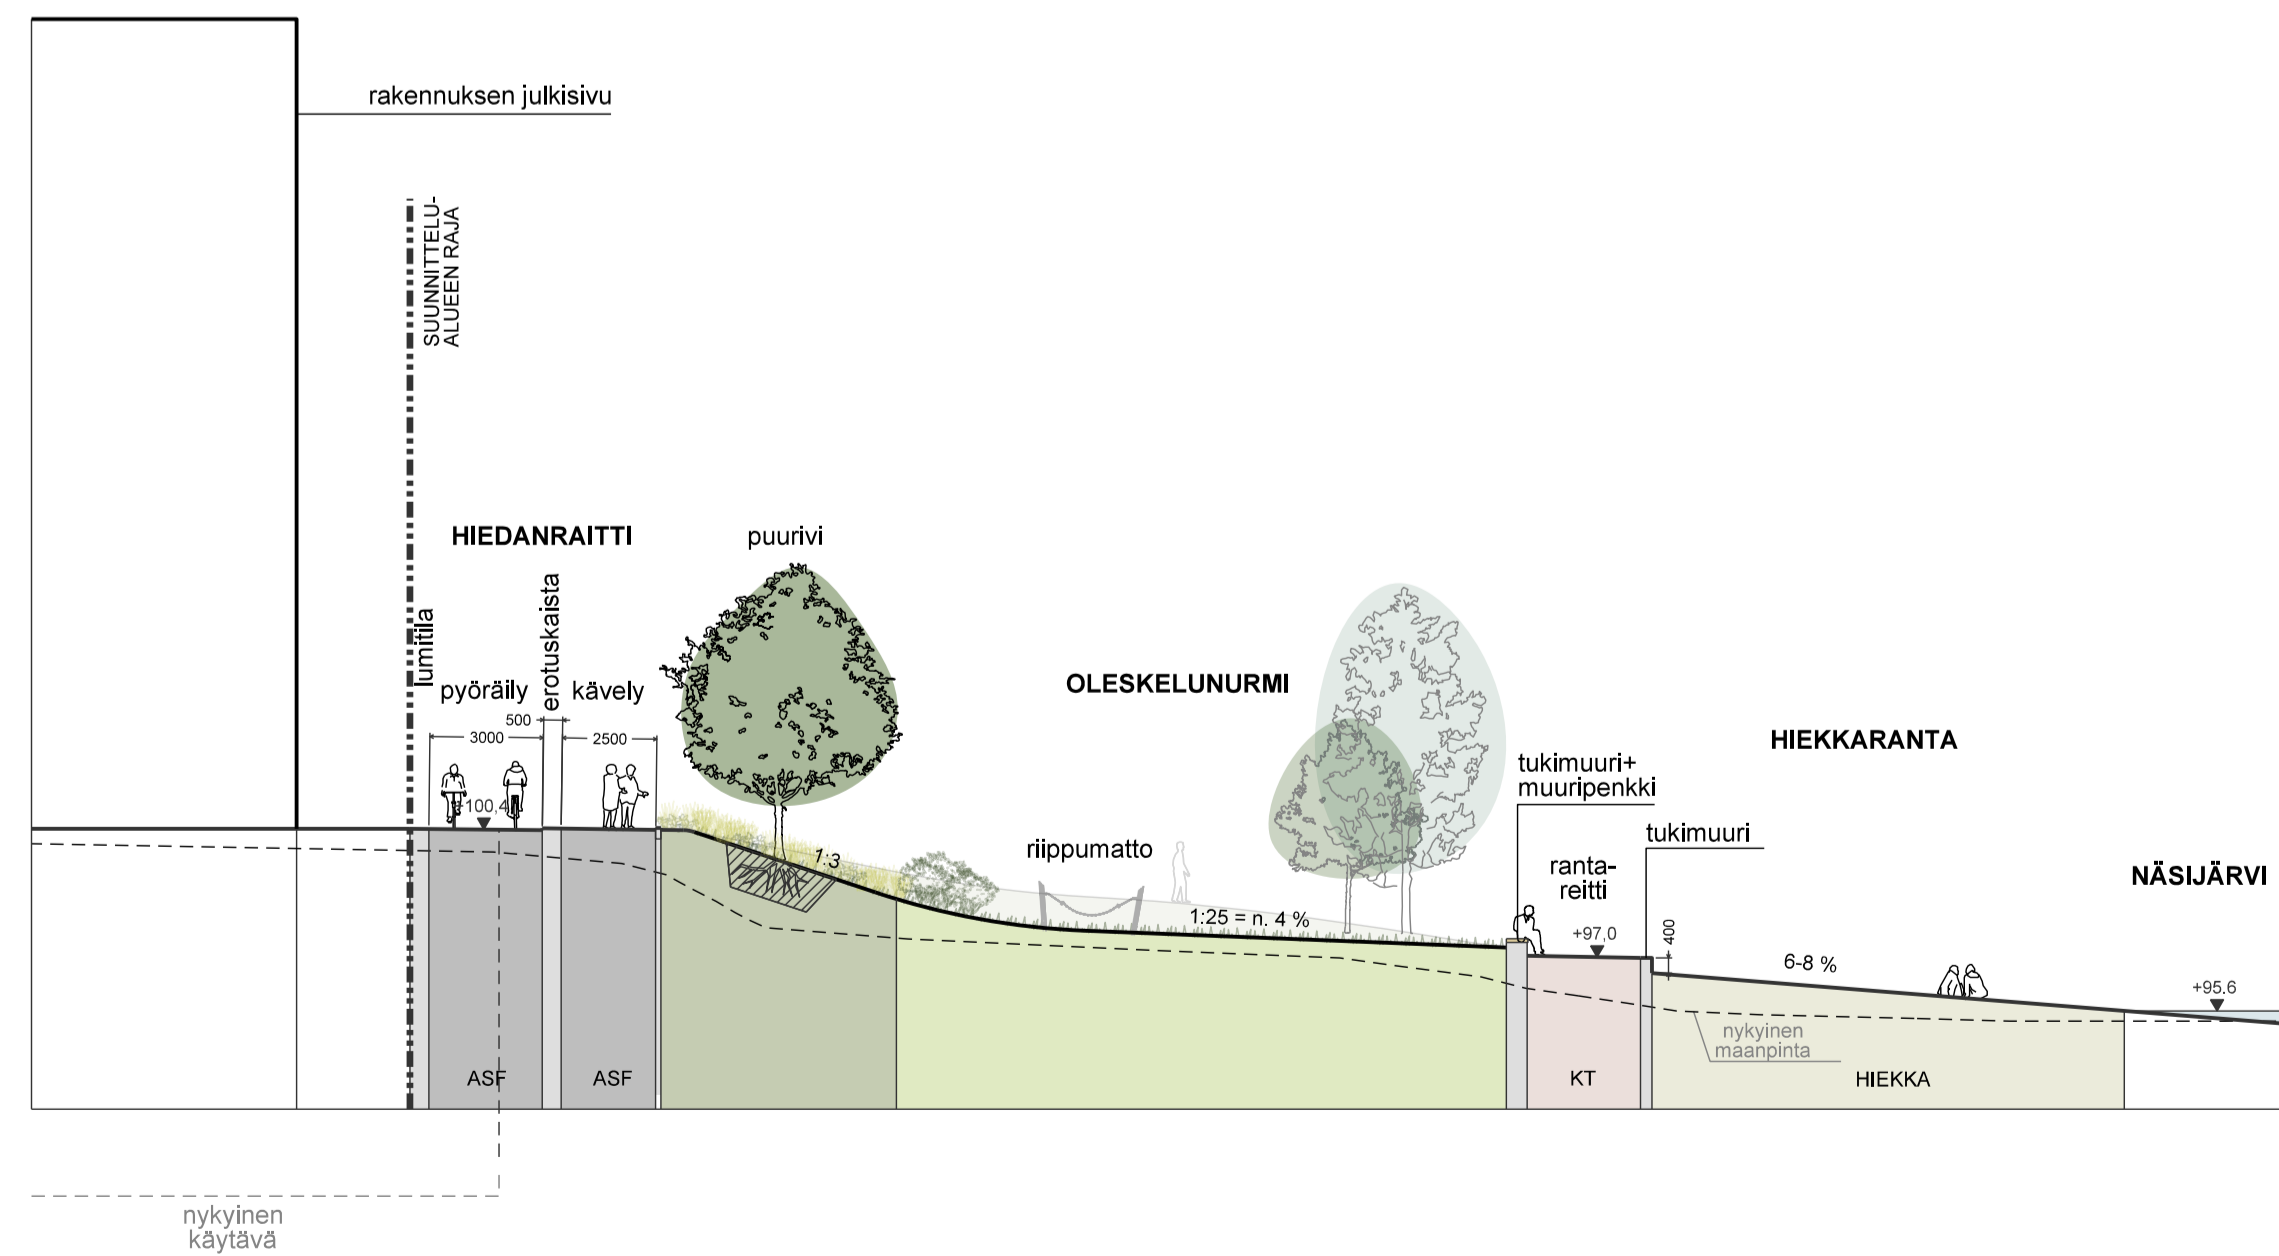 rakennuksen julkisivu
SUUNNITTELU-
ALUEEN RAJA
HIEDANRAITTI
puurivi
lumitila
pyöräily
erotuskaista
kävely
500
3000
2500
+100,4
1:3
OLESKELUNURMI
riippumatto
1:25 = n. 4 %
HIEKKARANTA
tukimuuri+
muuripenkki
tukimuuri
ranta-
reitti
+97,0
400
6-8 %
NÄSIJÄRVI
+95.6
nykyinen
maanpinta
ASF
ASF
KT
HIEKKA
nykyinen
käytävä